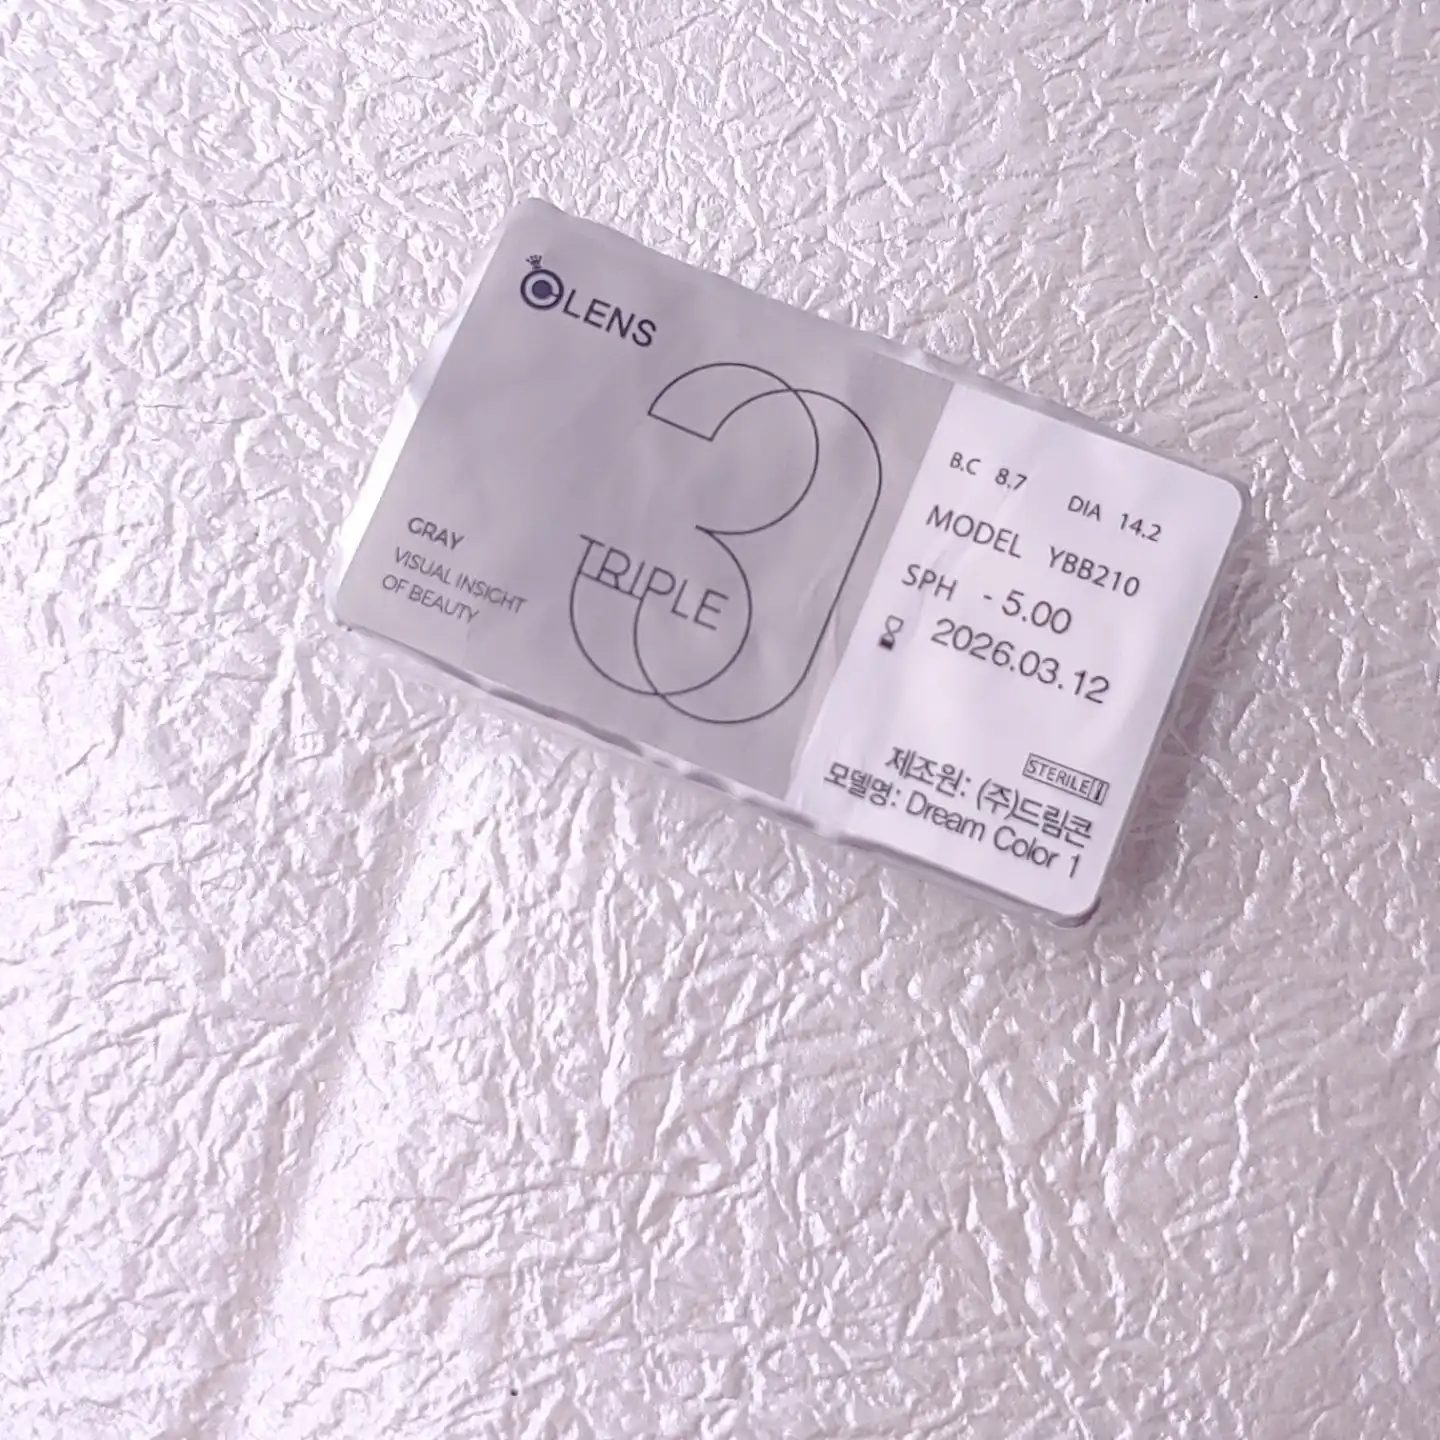 OLENS
3
TRIPLE
GRAY
VISUAL INSIGHT
OF BEAUTY
B.C 8.7 DIA 14.2
MODEL YBB210
SPH - 5.00
2026.03.12
STERILE
제조원: (주)드림콘
모델명: Dream Color 1